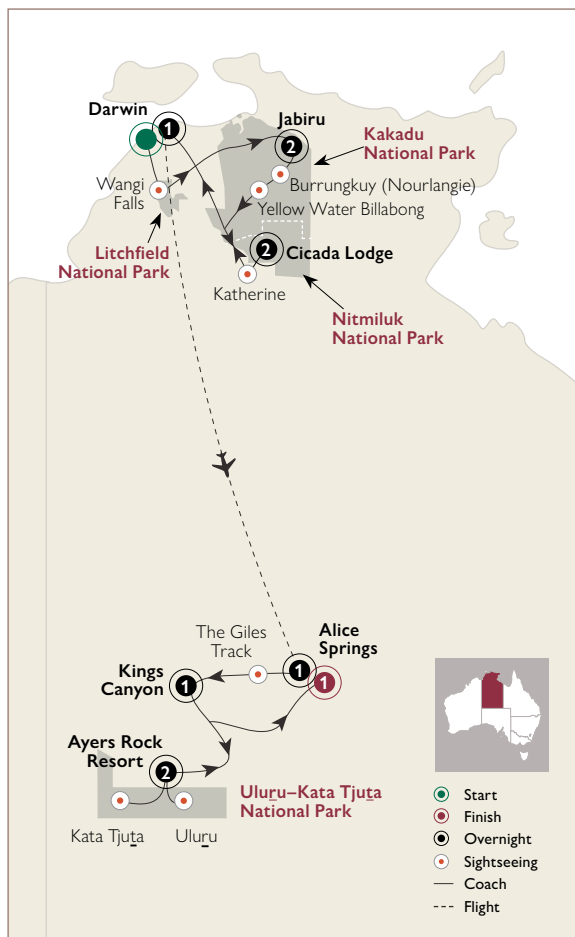 Darwin
1
Jabiru
2
Kakadu
National Park
Wangi
Falls
Burrungkuy (Nourlangie)
Yellow Water Billabong
Litchfield
National Park
2
Cicada Lodge
Katherine
Nitmiluk
National Park
The Giles
Track
Alice
Springs
1
1
Kings
Canyon
1
Ayers Rock
Resort
2
Uluṟu–Kata Tjuṯa
National Park
Kata Tjuṯa
Uluṟu
Start
Finish
Overnight
Sightseeing
Coach
Flight